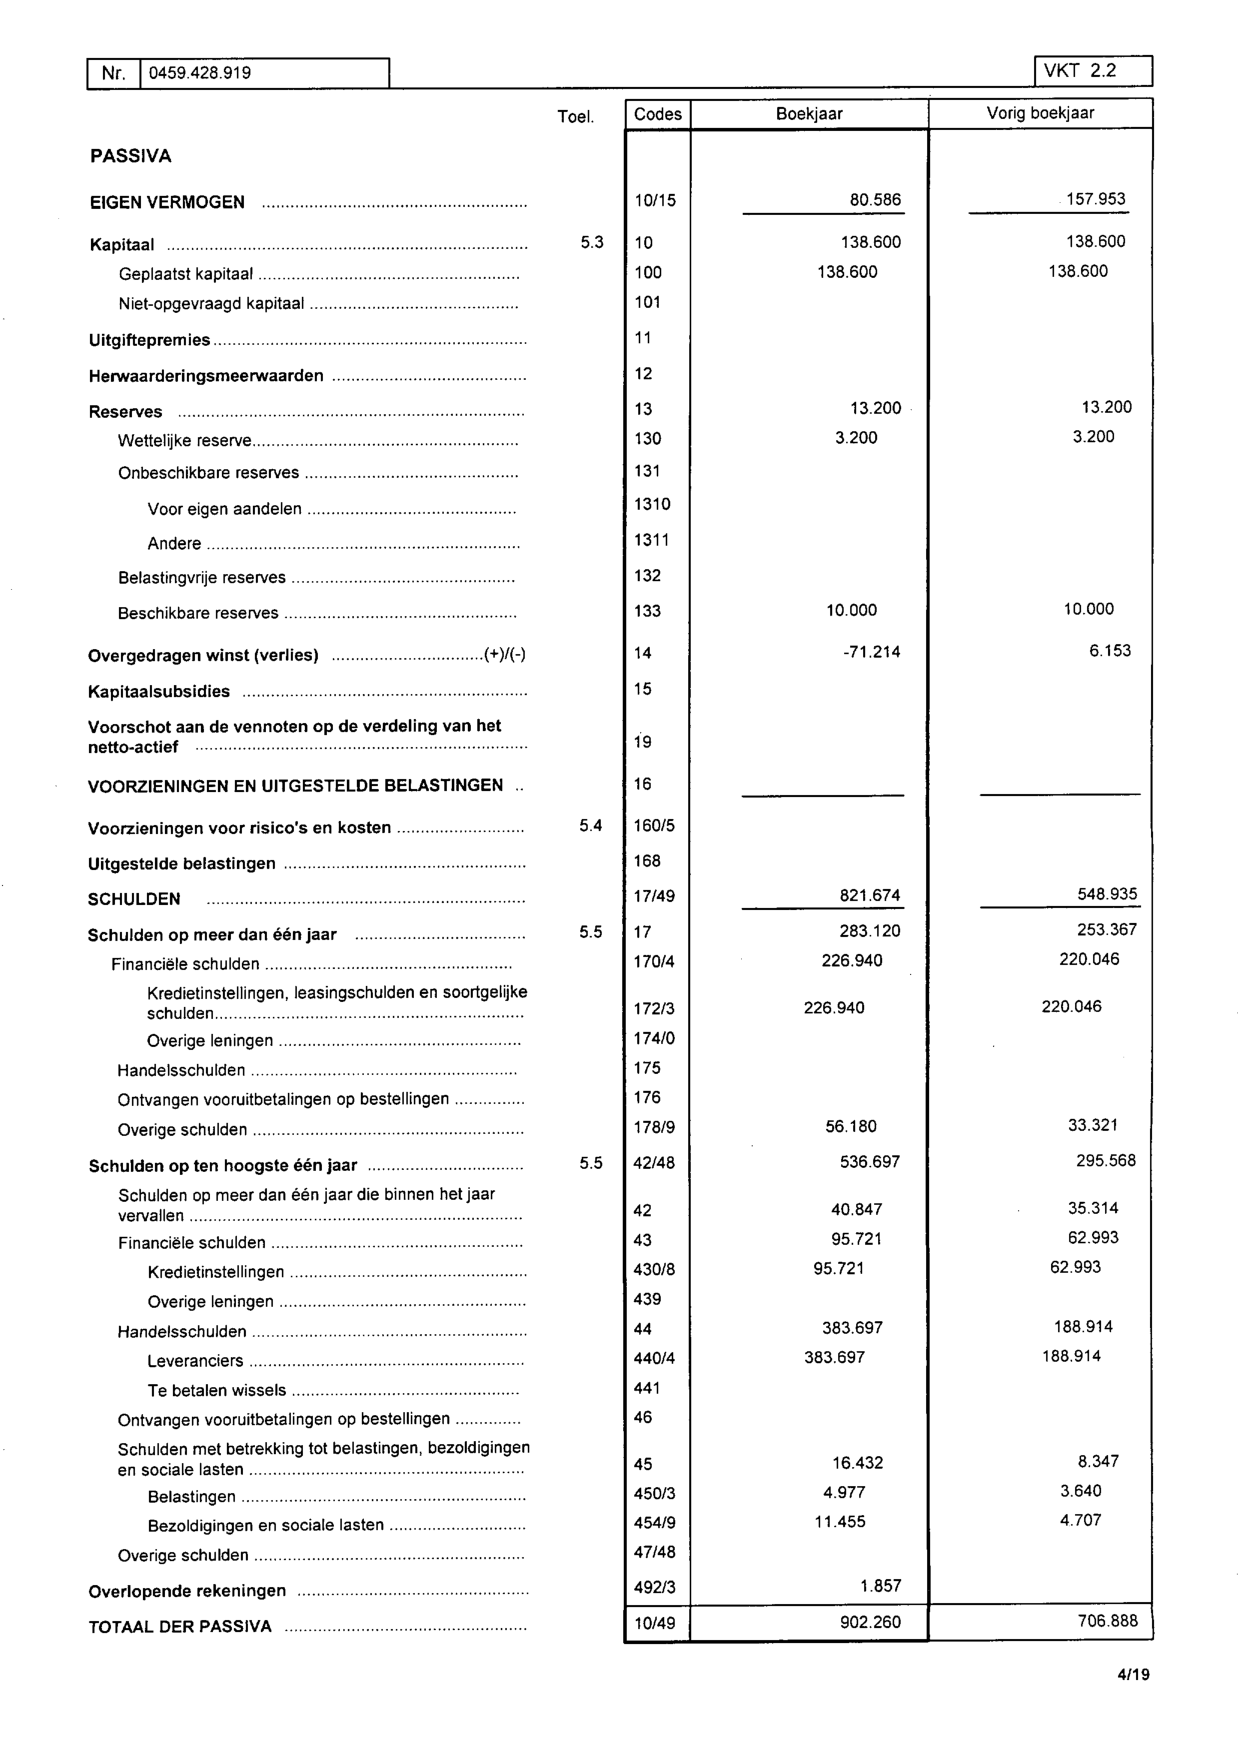 Nr. 0459.428.919 VKT 2.2
Toel. Codes Boekjaar Vorig boekjaar
PASSIVA
EIGEN VERMOGEN ........ 10/15 80.586 157.953
Kapitaal ........ 5.3 10 138.600 138.600
Geplaatst kapitaal ........ 100 138.600 138.600
Niet-opgevraagd kapitaal ........ 101
Uitgiftepremies ........ 11
Herwaarderingsmeerwaarden ........ 12
Reserves ........ 13 13.200 13.200
Wettelijke reserve ........ 130 3.200 3.200
Onbeschikbare reserves ........ 131
Voor eigen aandelen ........ 1310
Andere ........ 1311
Belastingvrije reserves ........ 132
Beschikbare reserves ........ 133 10.000 10.000
Overgedragen winst (verlies) ........(+)/(-) 14 -71.214 6.153
Kapitaalsubsidies ........ 15
Voorschot aan de vennoten op de verdeling van het
netto-actief ........ 19
VOORZIENINGEN EN UITGESTELDE BELASTINGEN .. 16
Voorzieningen voor risico's en kosten ........ 5.4 160/5
Uitgestelde belastingen ........ 168
SCHULDEN ........ 17/49 821.674 548.935
Schulden op meer dan één jaar ........ 5.5 17 283.120 253.367
Financiële schulden ........ 170/4 226.940 220.046
Kredietinstellingen, leasingschulden en soortgelijke
schulden ........ 172/3 226.940 220.046
Overige leningen ........ 174/0
Handelsschulden ........ 175
Ontvangen vooruitbetalingen op bestellingen ........ 176
Overige schulden ........ 178/9 56.180 33.321
Schulden op ten hoogste één jaar ........ 5.5 42/48 536.697 295.568
Schulden op meer dan één jaar die binnen het jaar
vervallen ........ 42 40.847 35.314
Financiële schulden ........ 43 95.721 62.993
Kredietinstellingen ........ 430/8 95.721 62.993
Overige leningen ........ 439
Handelsschulden ........ 44 383.697 188.914
Leveranciers ........ 440/4 383.697 188.914
Te betalen wissels ........ 441
Ontvangen vooruitbetalingen op bestellingen ........ 46
Schulden met betrekking tot belastingen, bezoldigingen
en sociale lasten ........ 45 16.432 8.347
Belastingen ........ 450/3 4.977 3.640
Bezoldigingen en sociale lasten ........ 454/9 11.455 4.707
Overige schulden ........ 47/48
Overlopende rekeningen ........ 492/3 1.857
TOTAAL DER PASSIVA ........ 10/49 902.260 706.888
4/19